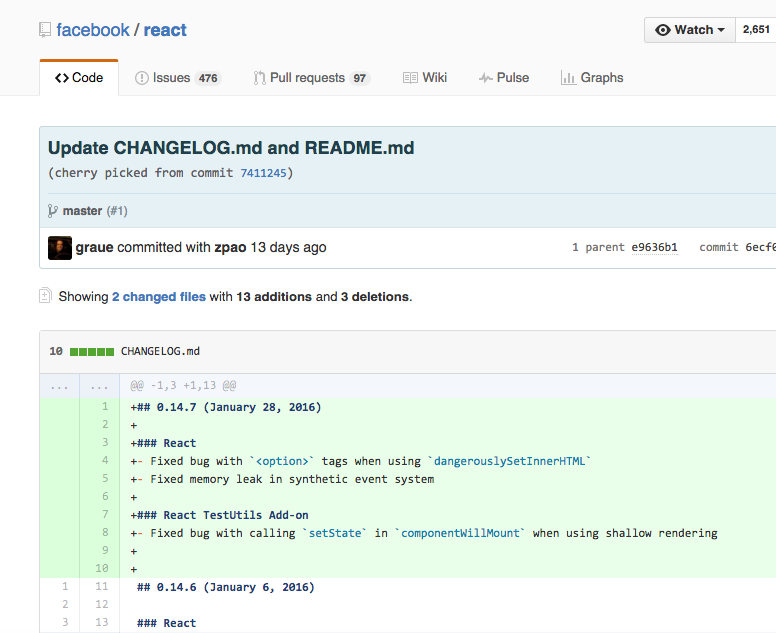 facebook / react
Watch 2,651
Code Issues 476 Pull requests 97 Wiki Pulse Graphs
Update CHANGELOG.md and README.md
(cherry picked from commit 7411245)
master (#1)
graue committed with zpao 13 days ago 1 parent e9636b1 commit 6ecf
Showing 2 changed files with 13 additions and 3 deletions.
10 CHANGELOG.md
... ... @@ -1,3 +1,13 @@
1 +## 0.14.7 (January 28, 2016)
2 +
3 +### React
4 +- Fixed bug with `<option>` tags when using `dangerouslySetInnerHTML`
5 +- Fixed memory leak in synthetic event system
6 +
7 +### React TestUtils Add-on
8 +- Fixed bug with calling `setState` in `componentWillMount` when using shallow rendering
9 +
10 +
1 11 ## 0.14.6 (January 6, 2016)
2 12
3 13 ### React